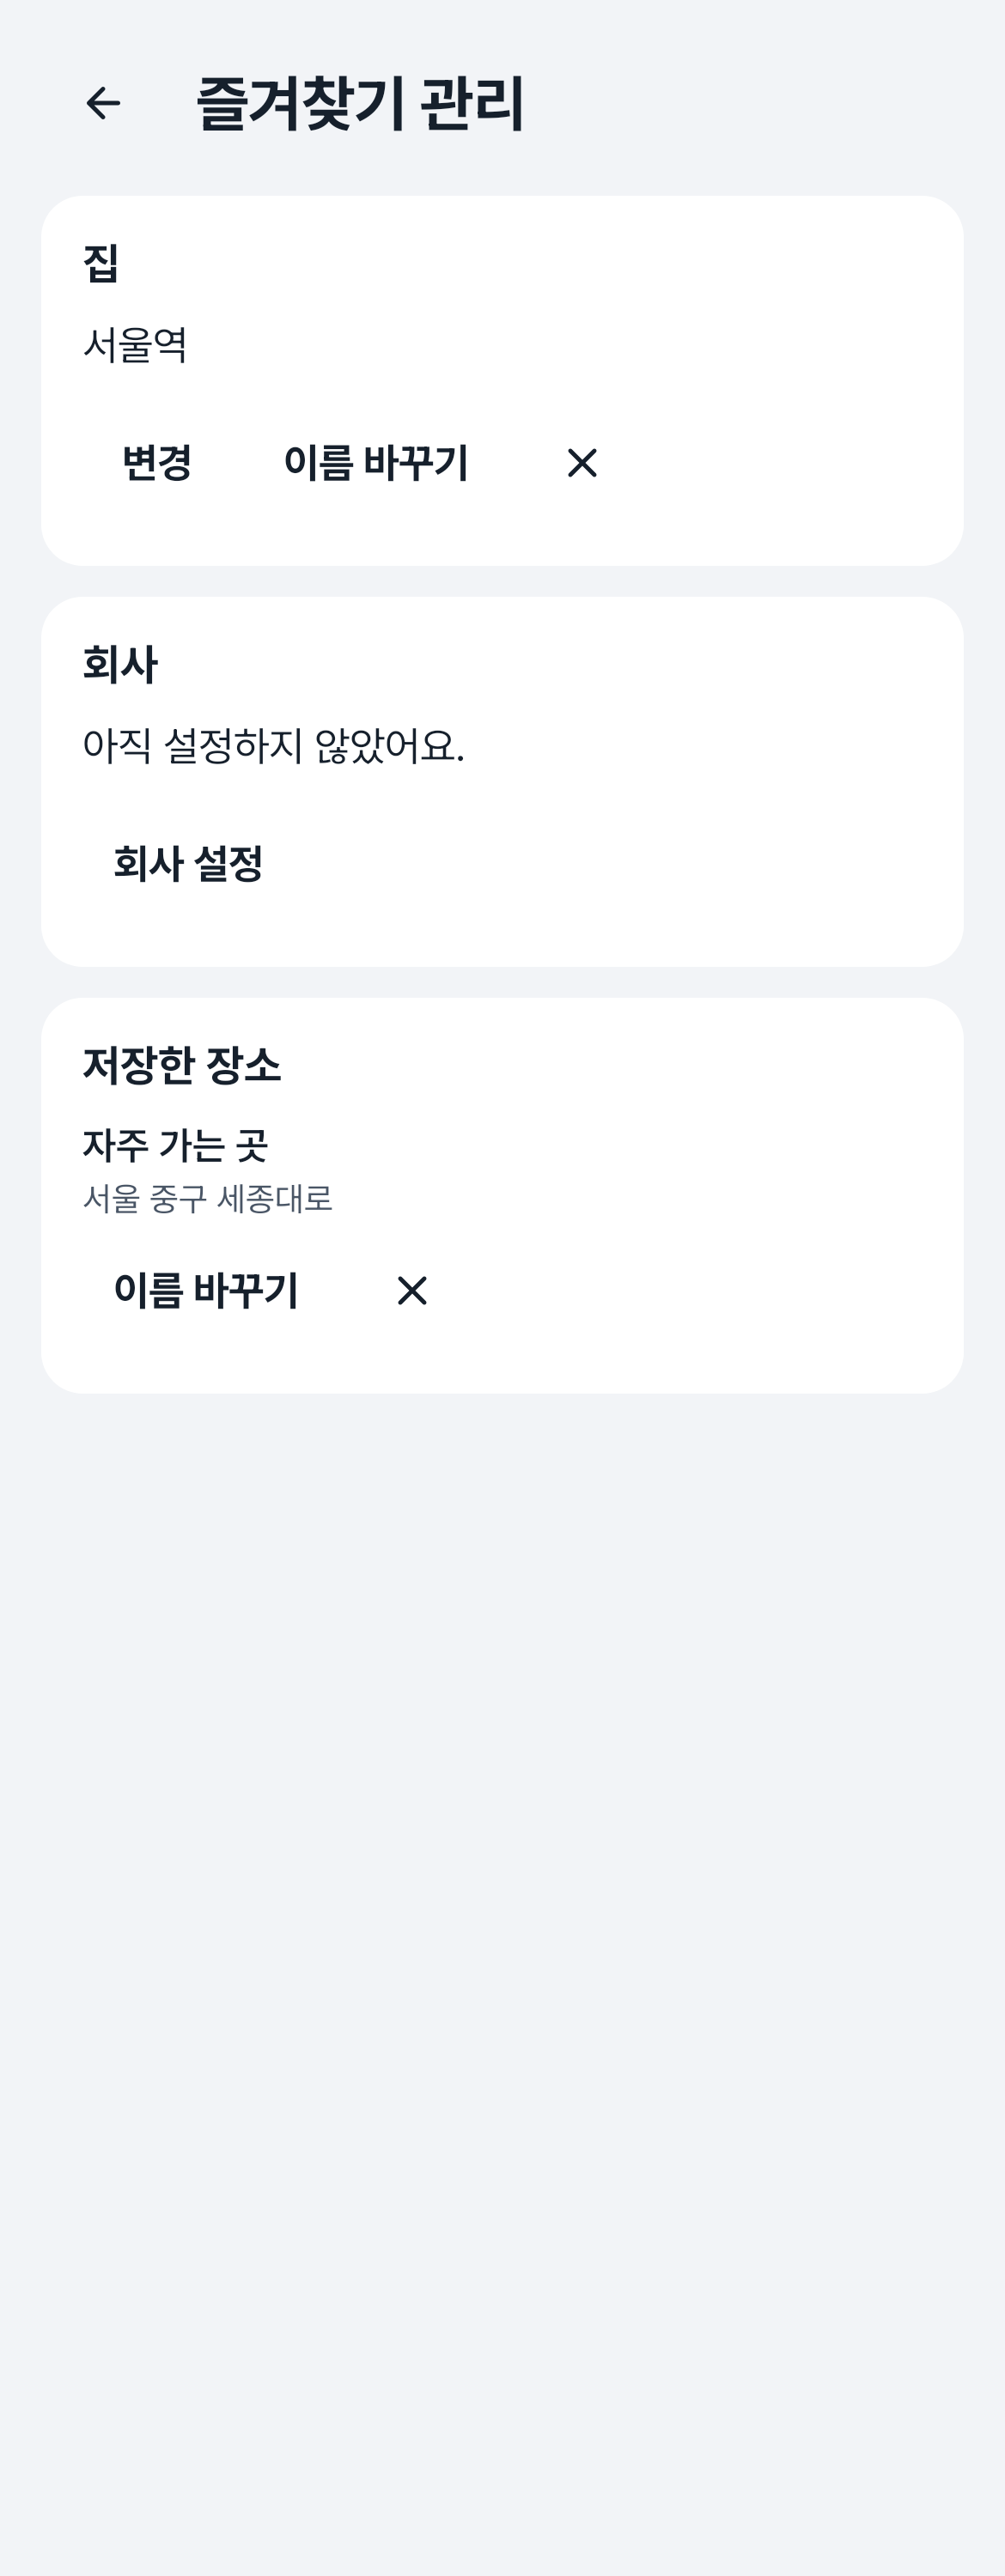 즐겨찾기 관리
집
서울역
변경 이름 바꾸기
회사
아직 설정하지 않았어요.
회사 설정
저장한 장소
자주 가는 곳
서울 중구 세종대로
이름 바꾸기